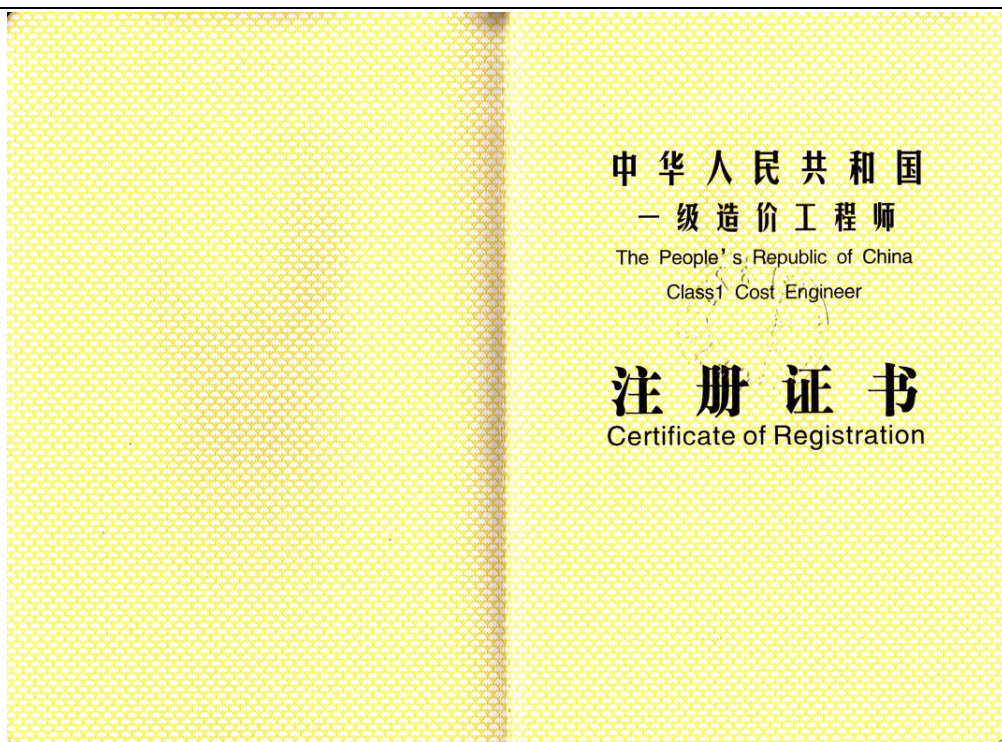 中华人民共和国
一级造价工程师
The People's Republic of China
Class1 Cost Engineer
注册证书
Certificate of Registration